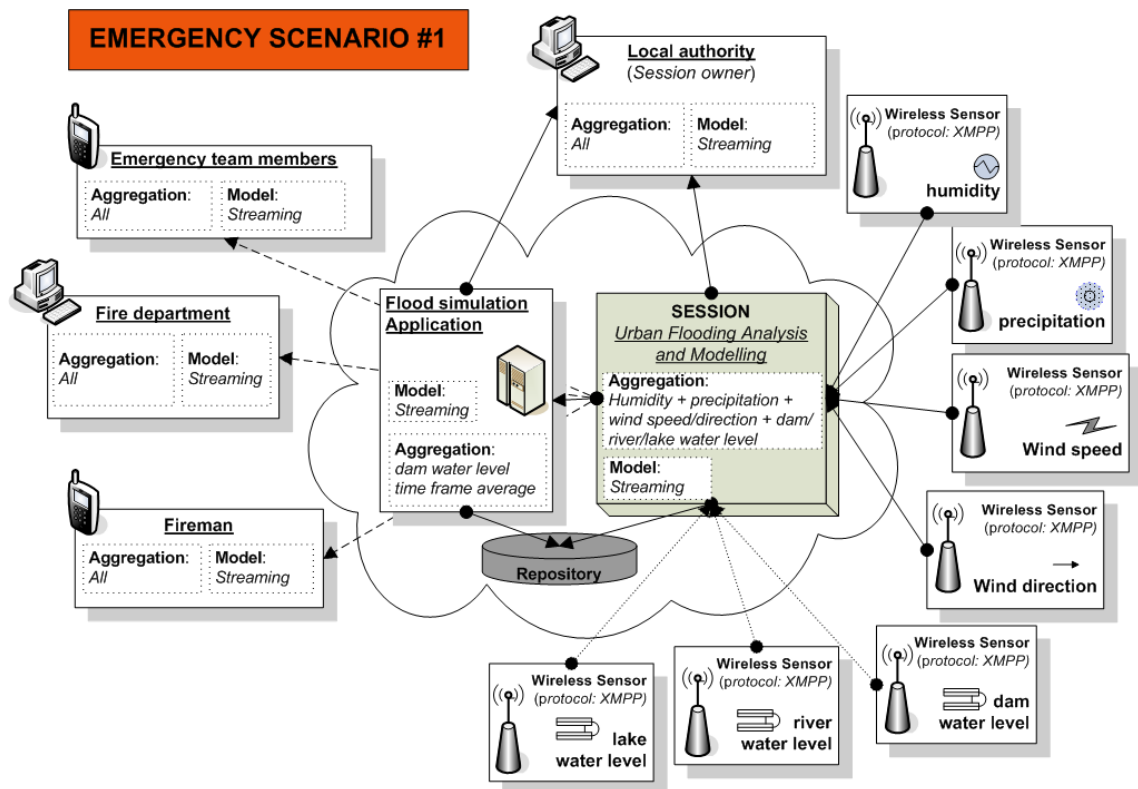 EMERGENCY SCENARIO #1
Local authority
(Session owner)
Aggregation:
All
Model:
Streaming
Wireless Sensor
(protocol: XMPP)
humidity
Emergency team members
Aggregation:
All
Model:
Streaming
Wireless Sensor
(protocol: XMPP)
precipitation
Fire department
Aggregation:
All
Model:
Streaming
Flood simulation
Application
Model:
Streaming
Aggregation:
dam water level
time frame average
SESSION
Urban Flooding Analysis
and Modelling
Aggregation:
Humidity + precipitation +
wind speed/direction + dam/
river/lake water level
Model:
Streaming
Wireless Sensor
(protocol: XMPP)
Wind speed
Fireman
Aggregation:
All
Model:
Streaming
Repository
Wireless Sensor
(protocol: XMPP)
Wind direction
Wireless Sensor
(protocol: XMPP)
lake
water level
Wireless Sensor
(protocol: XMPP)
river
water level
Wireless Sensor
(protocol: XMPP)
dam
water level